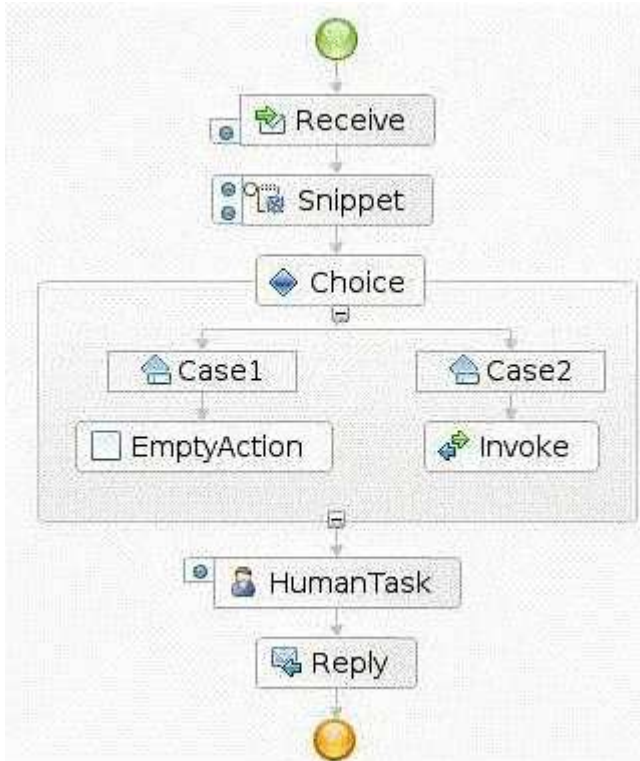 Receive
Snippet
Choice
Case1
Case2
EmptyAction
Invoke
HumanTask
Reply